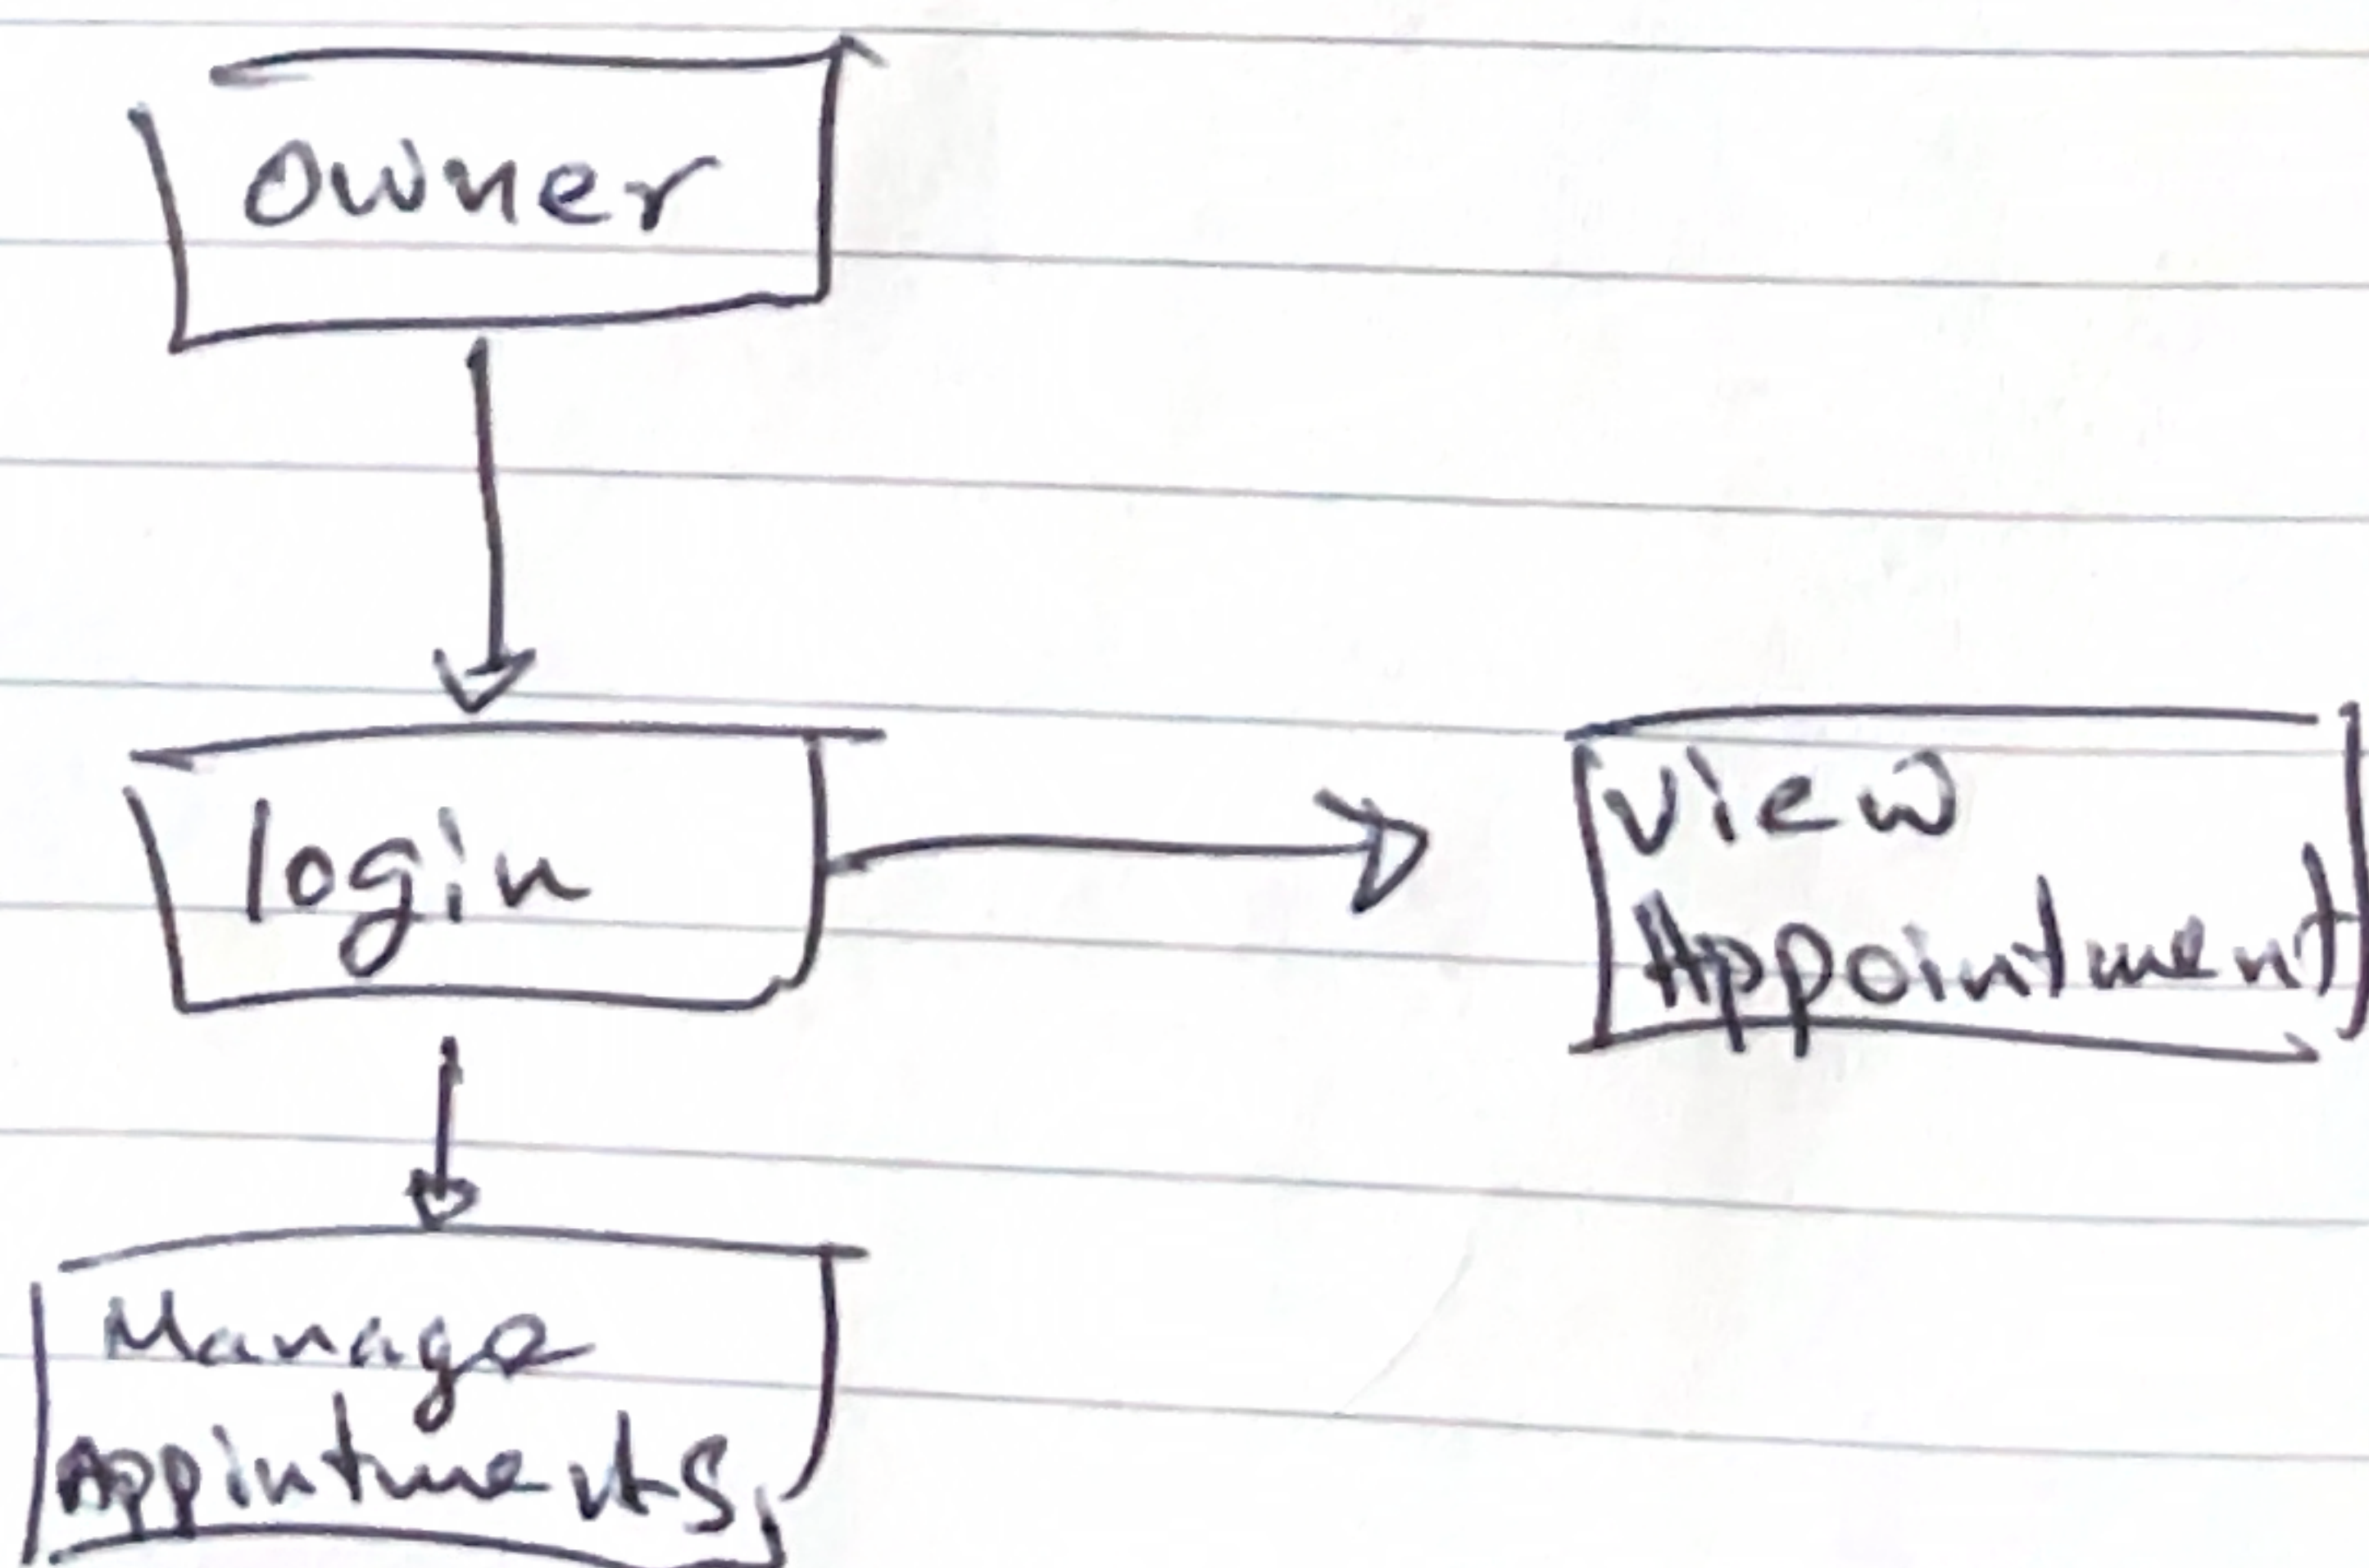 owner
login
view
Appointment
Manage
Appintments